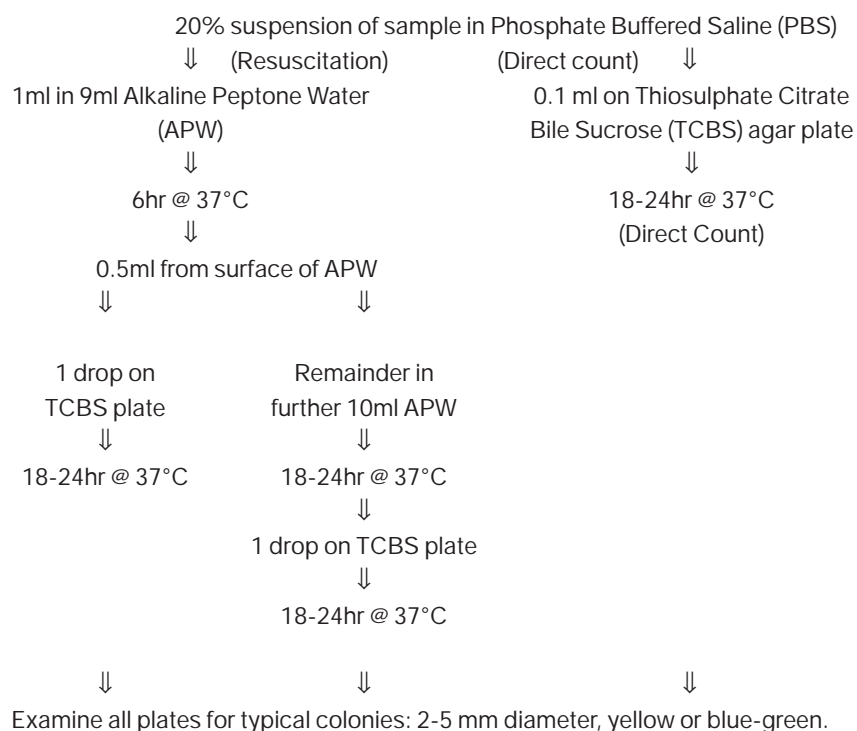 20% suspension of sample in Phosphate Buffered Saline (PBS)
⇓ (Resuscitation) (Direct count) ⇓
1ml in 9ml Alkaline Peptone Water 0.1 ml on Thiosulphate Citrate
(APW) Bile Sucrose (TCBS) agar plate
⇓ ⇓
6hr @ 37°C 18-24hr @ 37°C
⇓ (Direct Count)
0.5ml from surface of APW
⇓ ⇓
1 drop on Remainder in
TCBS plate further 10ml APW
⇓ ⇓
18-24hr @ 37°C 18-24hr @ 37°C
⇓
1 drop on TCBS plate
⇓
18-24hr @ 37°C
⇓ ⇓ ⇓
Examine all plates for typical colonies: 2-5 mm diameter, yellow or blue-green.